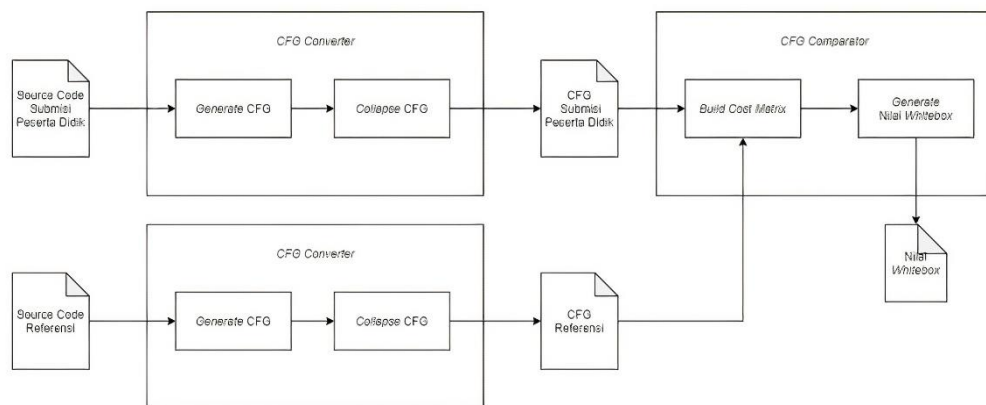 CFG Converter
Source Code
Submisi
Peserta Didik
Generate CFG
Collapse CFG
CFG
Submisi
Peserta Didik
CFG Comparator
Build Cost Matrix
Generate
Nilai Whitebox
Nilai
Whitebox
CFG Converter
Source Code
Referensi
Generate CFG
Collapse CFG
CFG
Referensi